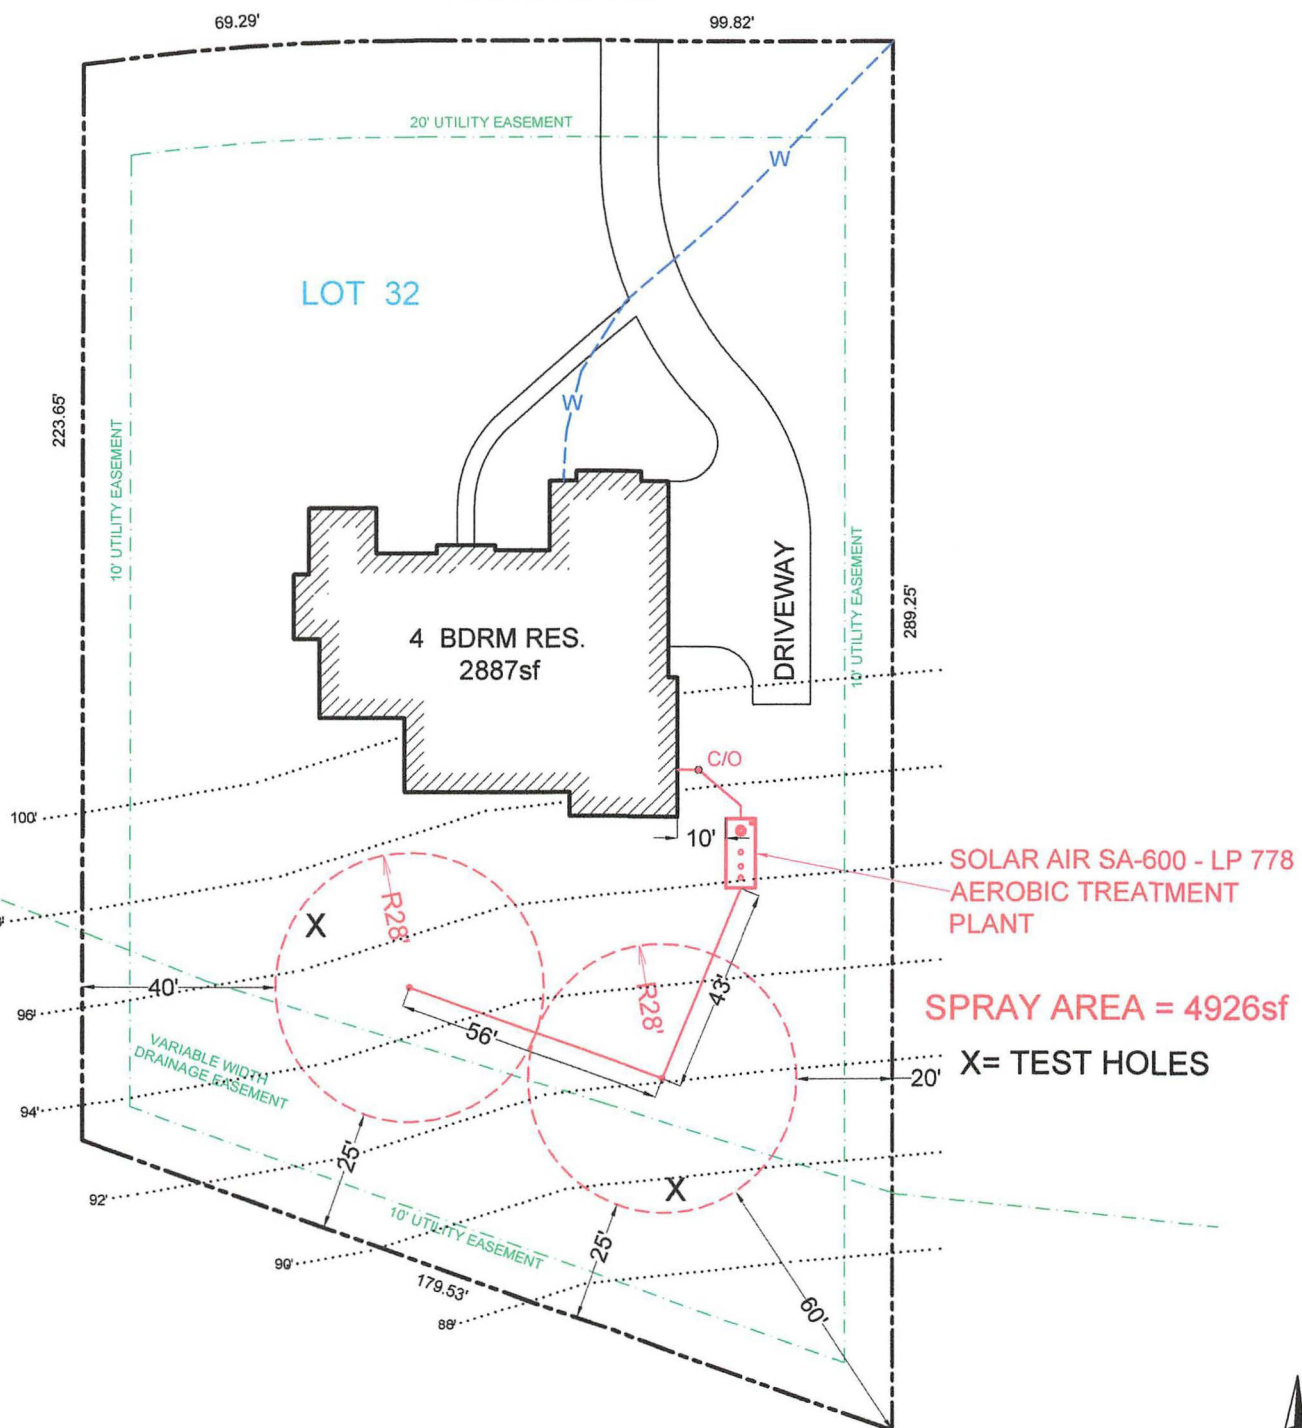 69.29'
99.82'
20' UTILITY EASEMENT
W
LOT 32
223.65'
W
10' UTILITY EASEMENT
4 BDRM RES.
2887sf
DRIVEWAY
10' UTILITY EASEMENT
289.25'
C/O
100'
10'
SOLAR AIR SA-600 - LP 778
AEROBIC TREATMENT
PLANT
X
R28'
40'
R28'
43'
96'
56'
SPRAY AREA = 4926sf
VARIABLE WIDTH
DRAINAGE EASEMENT
X= TEST HOLES
20'
94'
25'
92'
X
10' UTILITY EASEMENT
25'
90'
179.53'
60'
88'